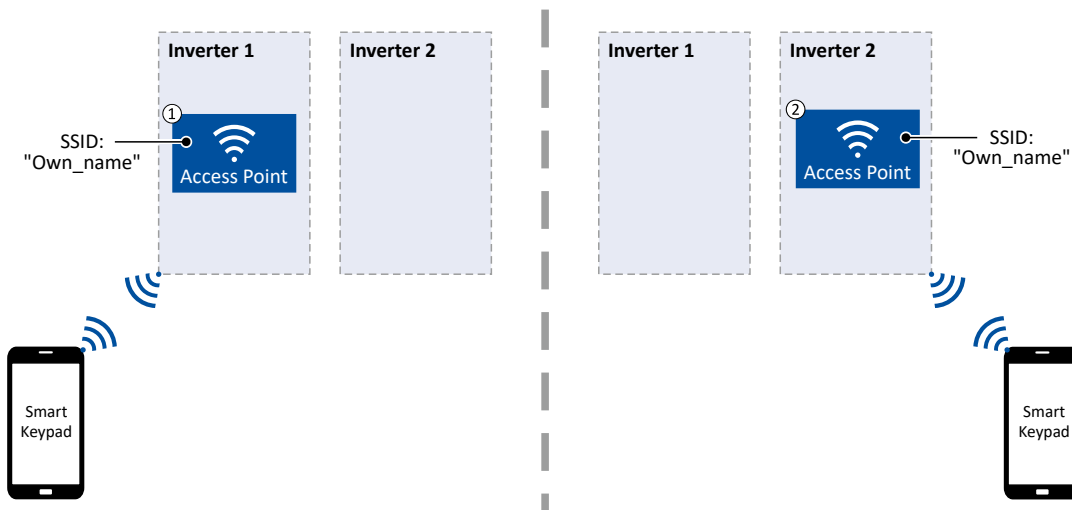 Inverter 1
Inverter 2
1
SSID:
"Own_name"
Access Point
Smart
Keypad
Inverter 1
Inverter 2
2
SSID:
"Own_name"
Access Point
Smart
Keypad